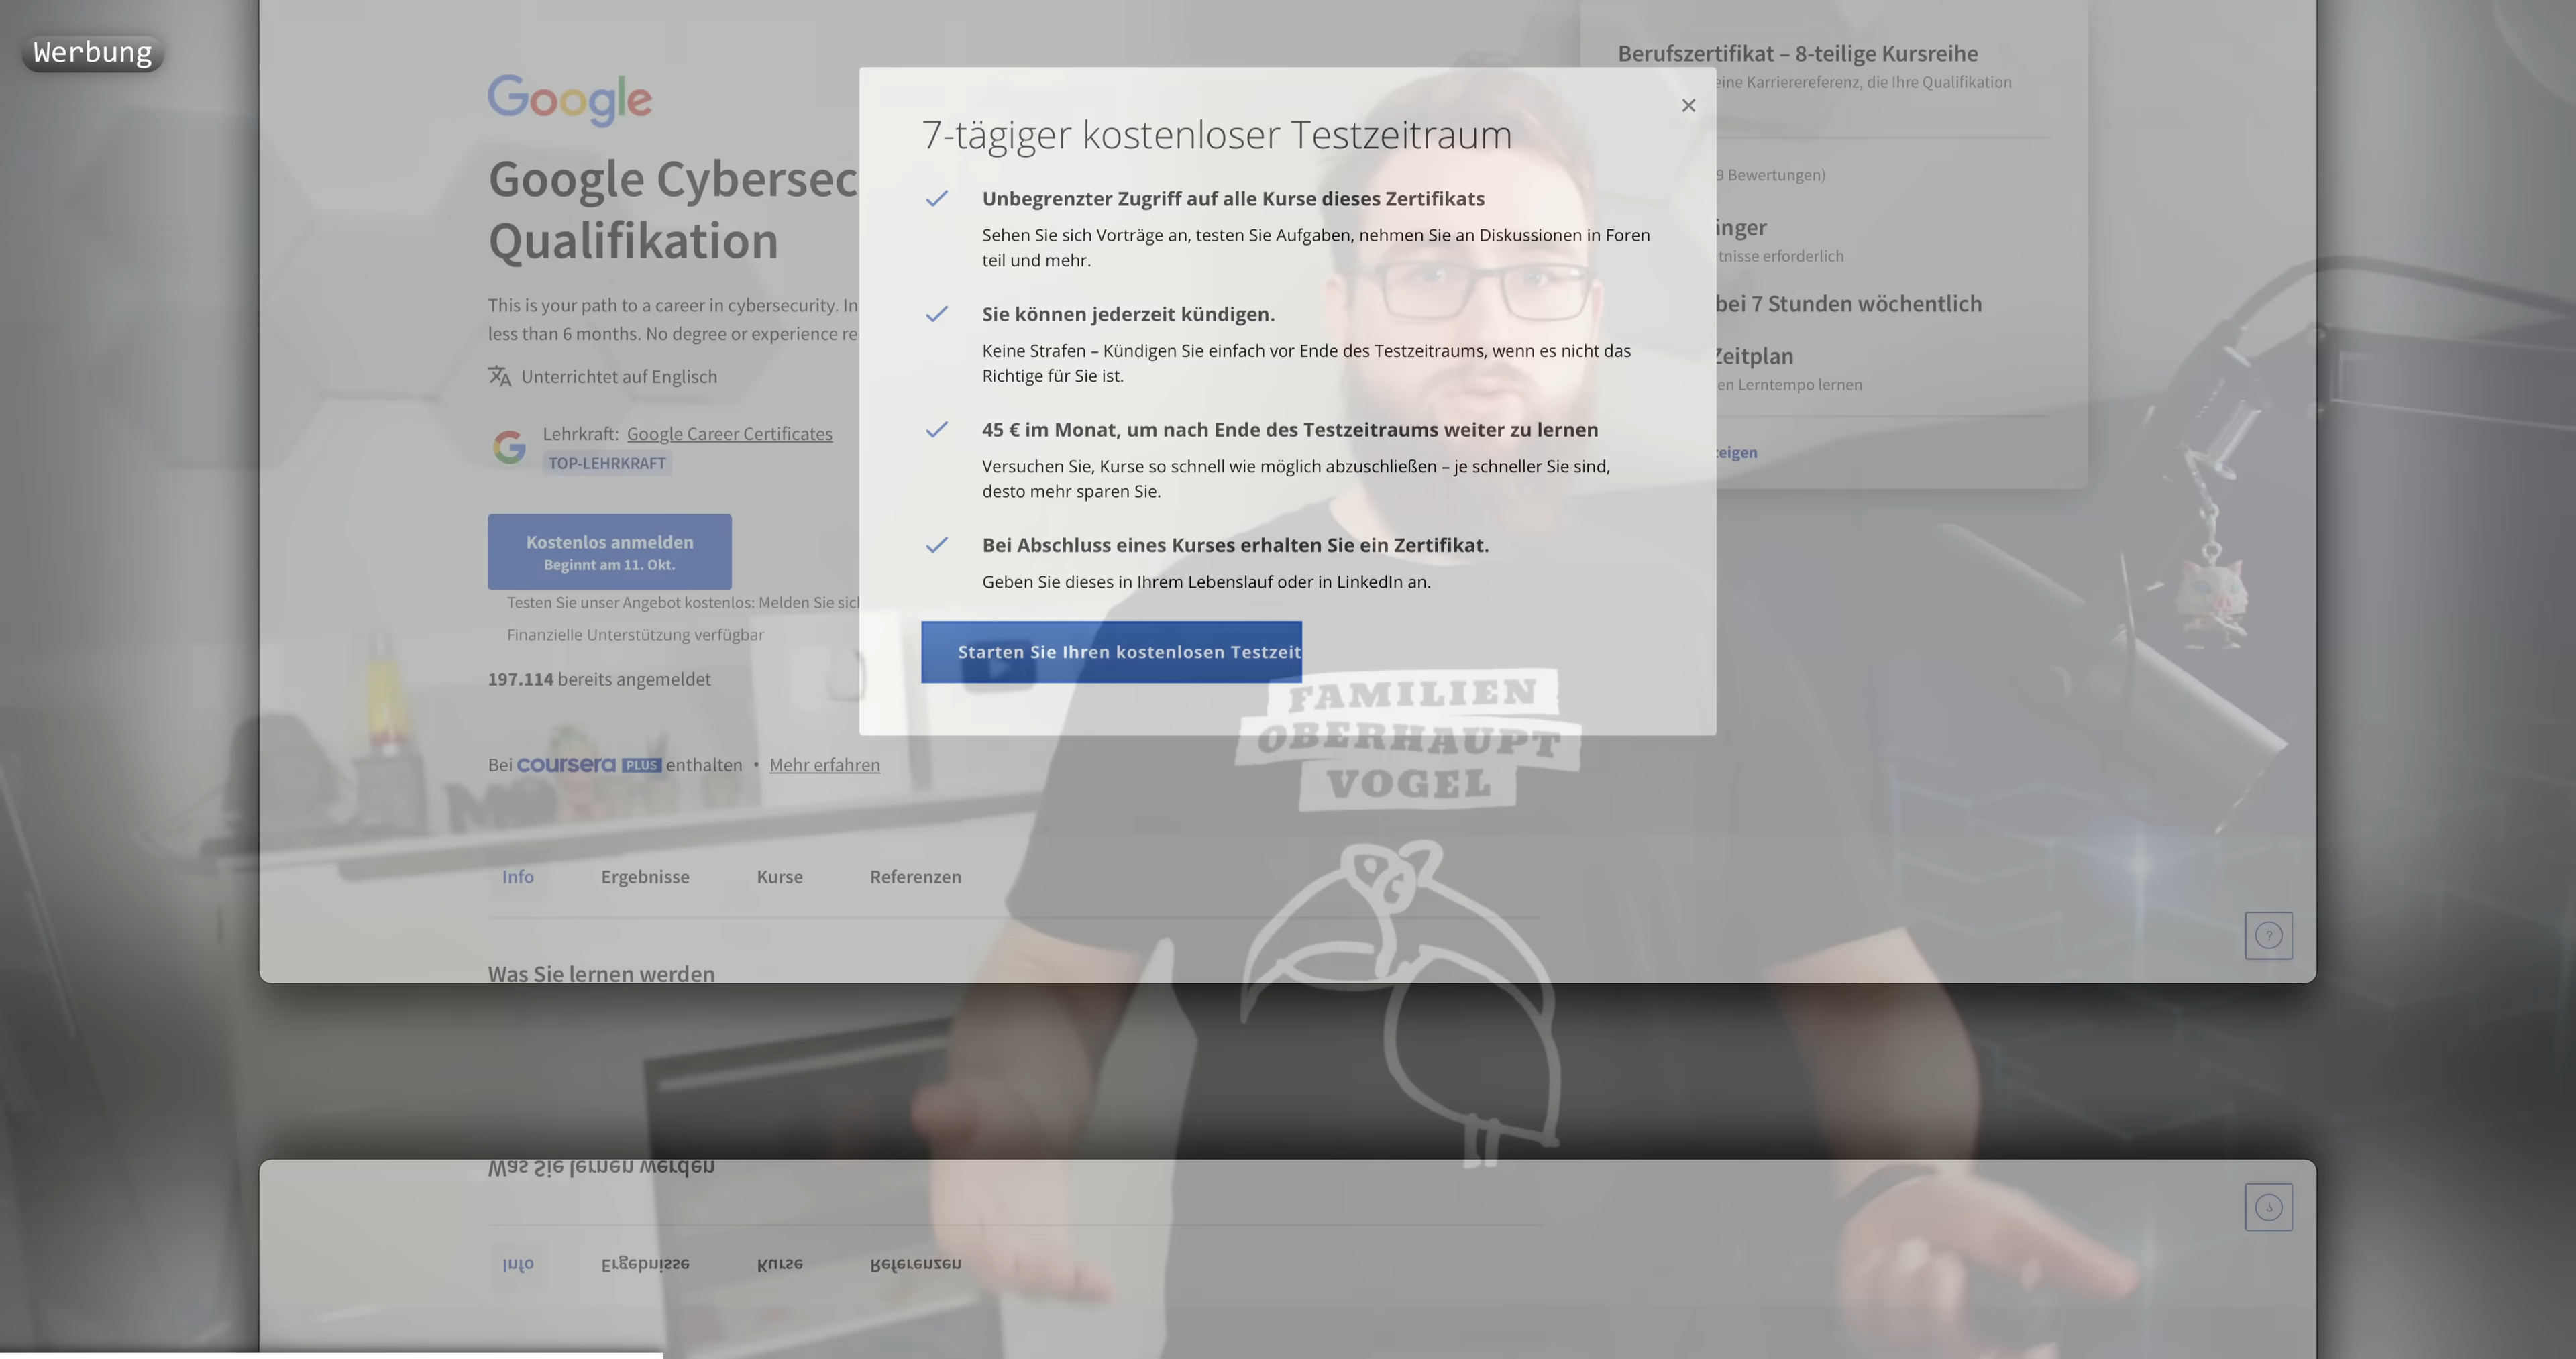 Werbung
Google
Google Cybersec
Qualifikation
This is your path to a career in cybersecurity. In
less than 6 months. No degree or experience re
Unterrichtet auf Englisch
Lehrkraft: Google Career Certificates
TOP-LEHRKRAFT
Kostenlos anmelden
Beginnt am 11. Okt.
Testen Sie unser Angebot kostenlos: Melden Sie sich
Finanzielle Unterstützung verfügbar
197.114 bereits angemeldet
Bei coursera PLUS enthalten • Mehr erfahren
Info Ergebnisse Kurse Referenzen
Was Sie lernen werden
7-tägiger kostenloser Testzeitraum
Unbegrenzter Zugriff auf alle Kurse dieses Zertifikats
Sehen Sie sich Vorträge an, testen Sie Aufgaben, nehmen Sie an Diskussionen in Foren
teil und mehr.
Sie können jederzeit kündigen.
Keine Strafen – Kündigen Sie einfach vor Ende des Testzeitraums, wenn es nicht das
Richtige für Sie ist.
45 € im Monat, um nach Ende des Testzeitraums weiter zu lernen
Versuchen Sie, Kurse so schnell wie möglich abzuschließen – je schneller Sie sind,
desto mehr sparen Sie.
Bei Abschluss eines Kurses erhalten Sie ein Zertifikat.
Geben Sie dieses in Ihrem Lebenslauf oder in LinkedIn an.
Starten Sie Ihren kostenlosen Testzeit
Berufszertifikat – 8-teilige Kursreihe
eine Karrierereferenz, die Ihre Qualifikation
9 Bewertungen)
änger
tnisse erforderlich
bei 7 Stunden wöchentlich
Zeitplan
en Lerntempo lernen
zeigen
FAMILIEN
OBERHAUPT
VOGEL
Was Sie lernen werden
Info Ergebnisse Kurse Referenzen